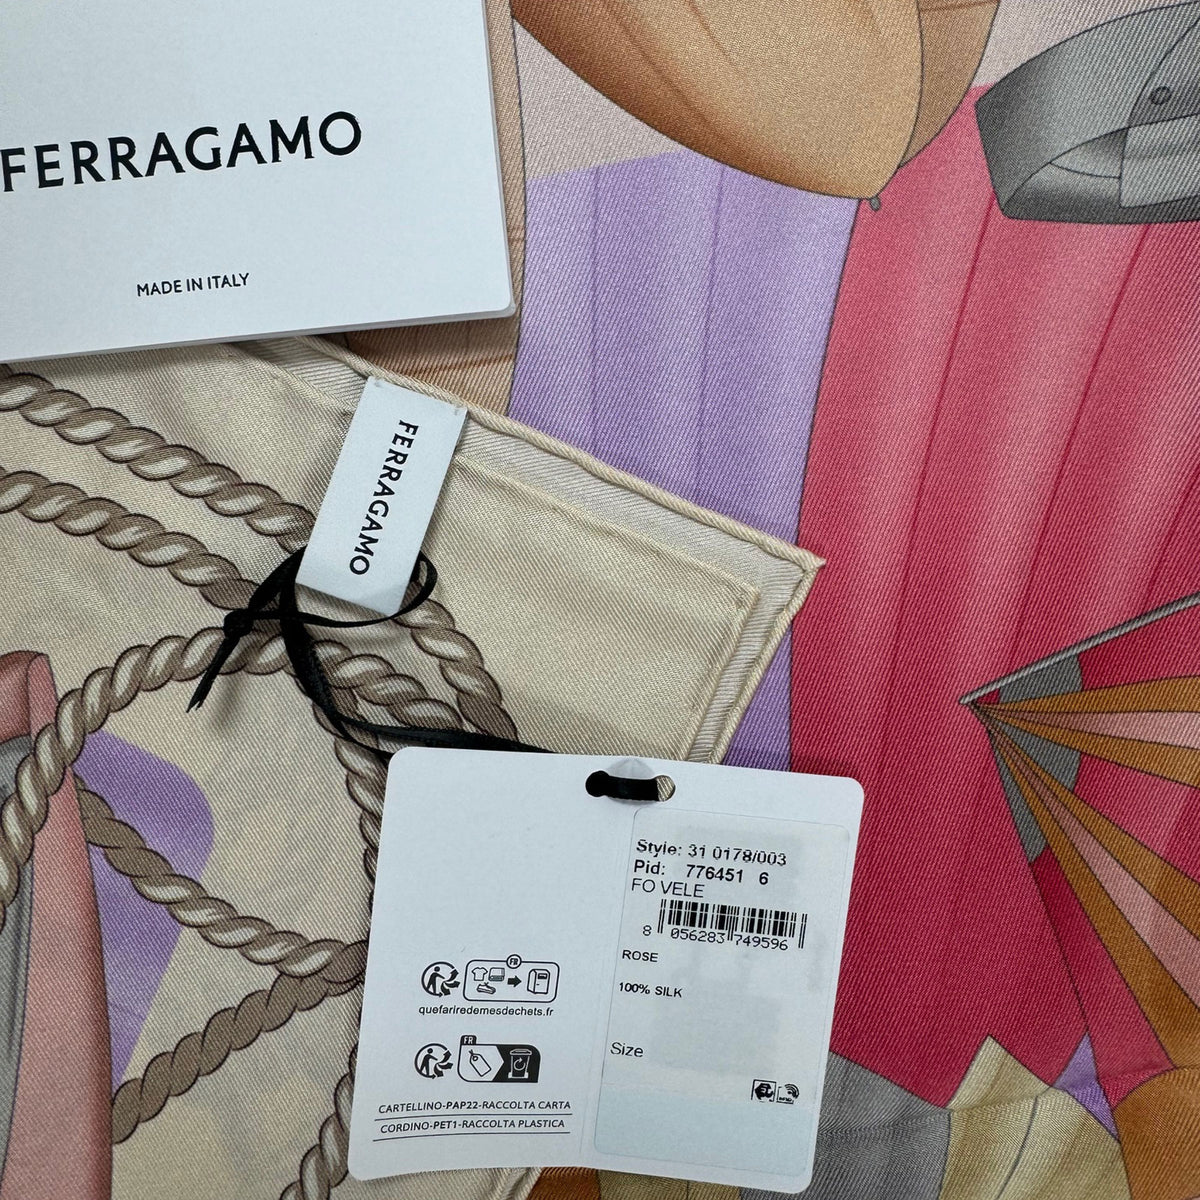 FERRAGAMO
MADE IN ITALY
FERRAGAMO
Style: 31 0178/003
Pid: 776451 6
FO VELE
8 056283 749596
ROSE
100% SILK
Size
FR
quefairedemesdechets.fr
FR
CARTELLINO-PAP22-RACCOLTA CARTA
CORDINO-PET1-RACCOLTA PLASTICA